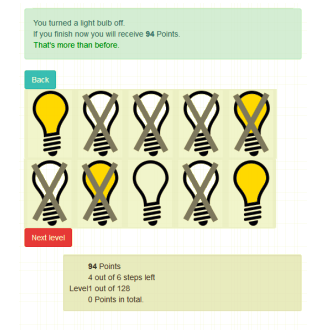 You turned a light bulb off.
If you finish now you will receive 94 Points.
That's more than before.
Back
Next level
94 Points
4 out of 6 steps left
Level1 out of 128
0 Points in total.